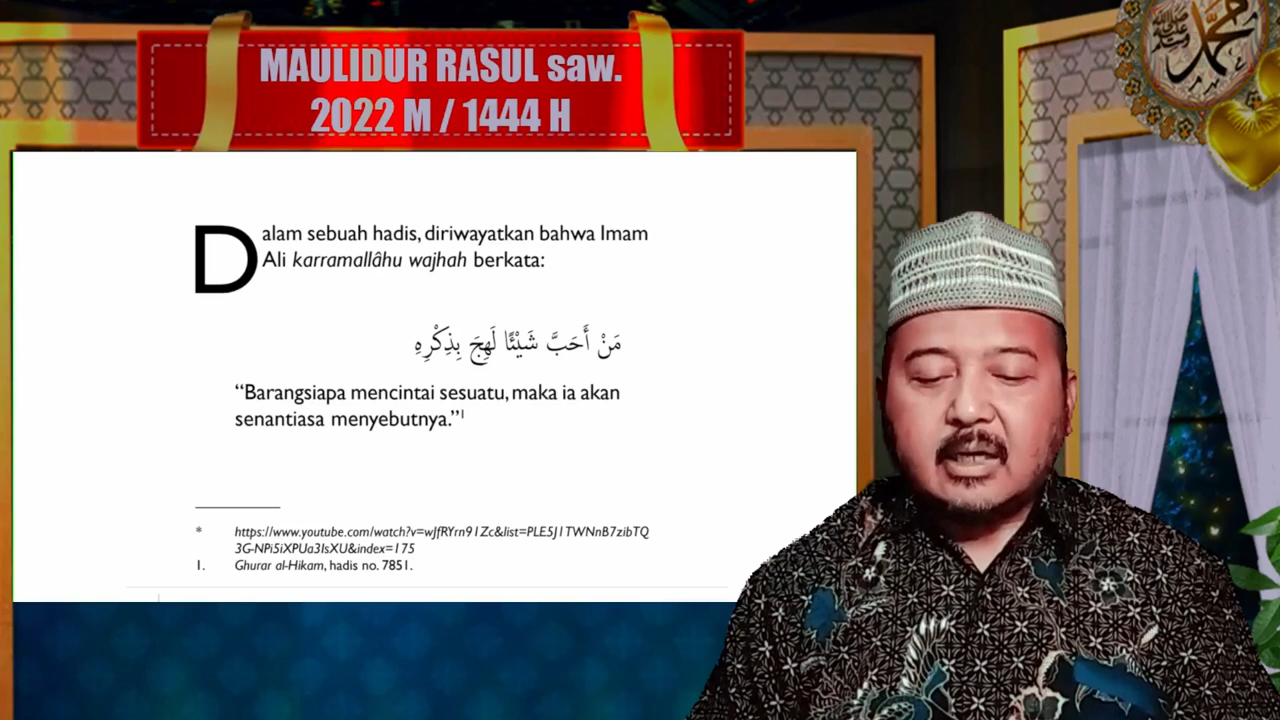 MAULIDUR RASUL saw.
2022 M / 1444 H
Dalam sebuah hadis, diriwayatkan bahwa Imam
Ali karramallâhu wajhah berkata:
مَنْ أَحَبَّ شَيْئًا لَهِجَ بِذِكْرِهِ
“Barangsiapa mencintai sesuatu, maka ia akan
senantiasa menyebutnya.”1
* https://www.youtube.com/watch?v=wJfRYrn91Zc&list=PLE5J1TWNnB7zibTQ
3G-NPi5iXPUa3IsXU&index=175
1. Ghurar al-Hikam, hadis no. 7851.
محمد